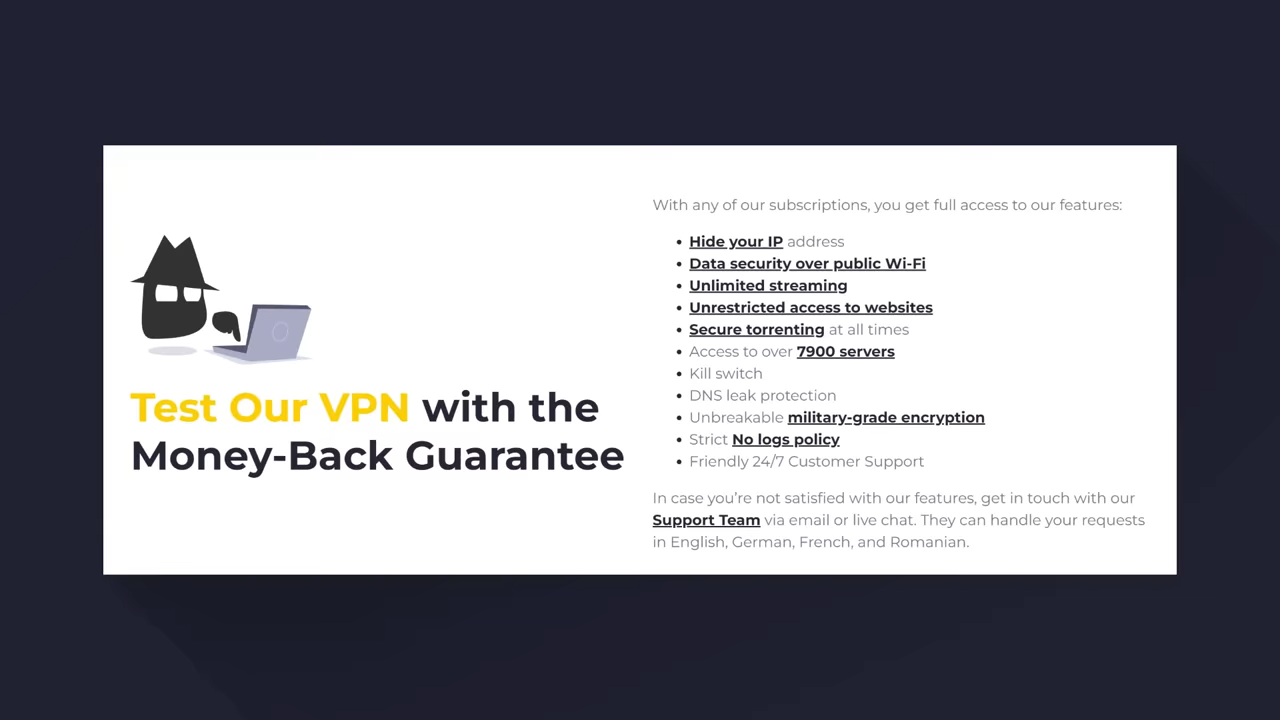 Test Our VPN with the
Money-Back Guarantee
With any of our subscriptions, you get full access to our features:
• Hide your IP address
• Data security over public Wi-Fi
• Unlimited streaming
• Unrestricted access to websites
• Secure torrenting at all times
• Access to over 7900 servers
• Kill switch
• DNS leak protection
• Unbreakable military-grade encryption
• Strict No logs policy
• Friendly 24/7 Customer Support
In case you’re not satisfied with our features, get in touch with our
Support Team via email or live chat. They can handle your requests
in English, German, French, and Romanian.